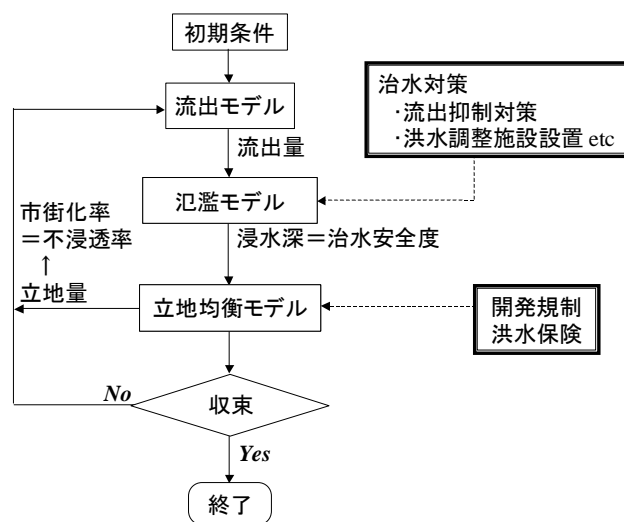 初期条件
流出モデル
流出量
治水対策
・流出抑制対策
・洪水調整施設設置 etc
氾濫モデル
浸水深＝治水安全度
市街化率
＝不浸透率
↑
立地量
立地均衡モデル
開発規制
洪水保険
No
収束
Yes
終了